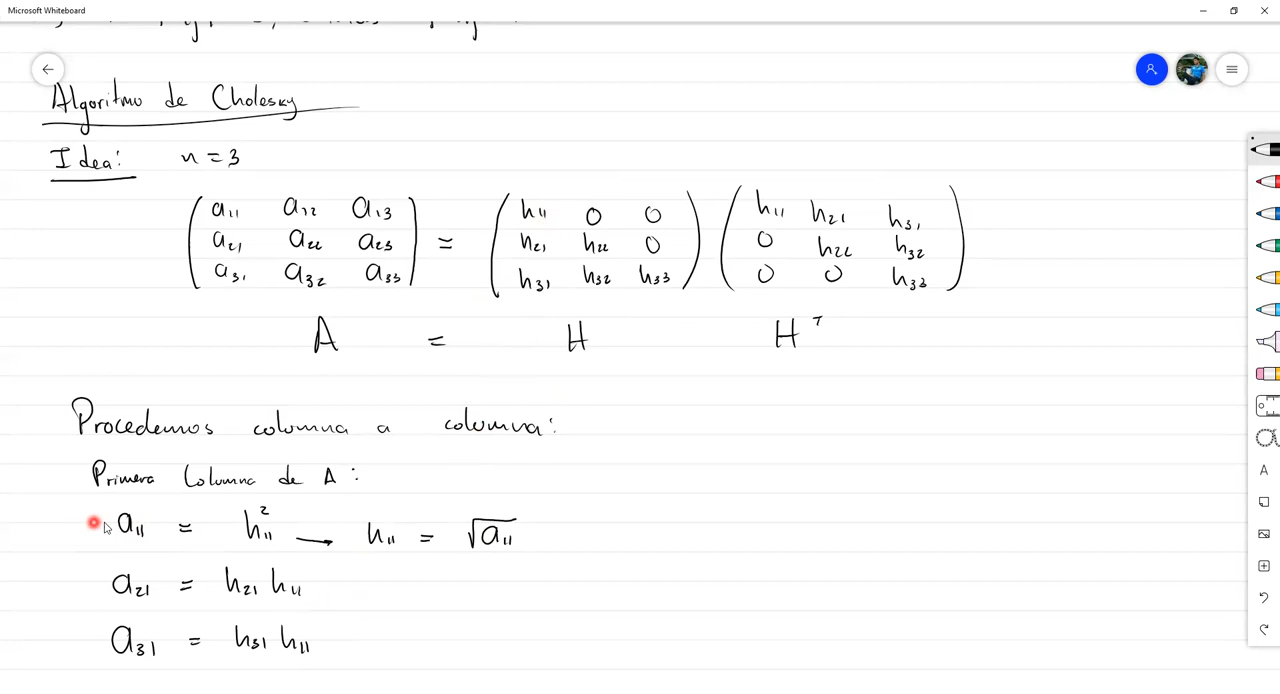 Microsoft Whiteboard
Algoritmo de Cholesky
Idea: n = 3
( a11 a12 a13 ) = ( h11 0 0 ) ( h11 h21 h31 )
( a21 a22 a23 ) ( h21 h22 0 ) ( 0 h22 h32 )
( a31 a32 a33 ) ( h31 h32 h33 ) ( 0 0 h33 )
A = H H^T
Procedemos columna a columna:
Primera Columna de A:
a11 = h11^2 → h11 = √a11
a21 = h21 h11
a31 = h31 h11
A